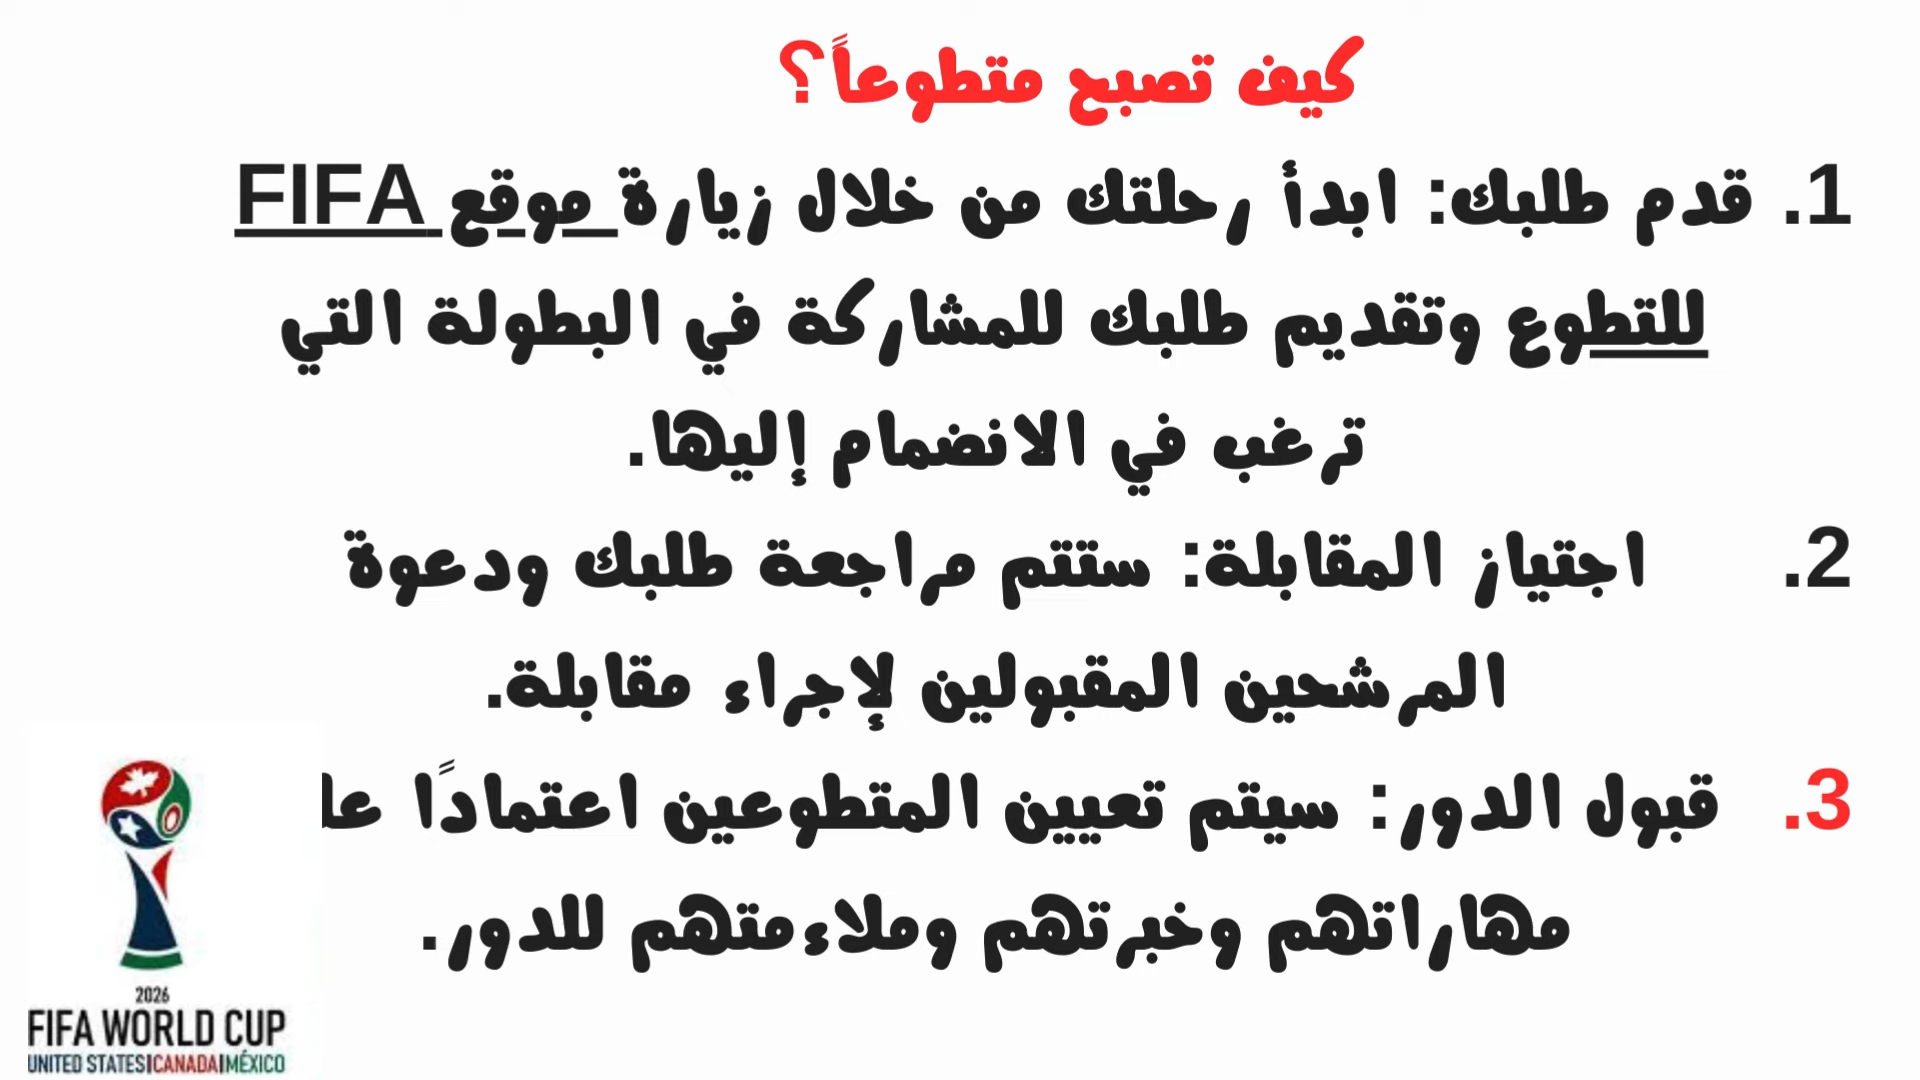 كيف تصبح متطوعاً؟
1. قدم طلبك: ابدأ رحلتك من خلال زيارة موقع FIFA
للتطوع وتقديم طلبك للمشاركة في البطولة التي
ترغب في الانضمام إليها.
2. اجتياز المقابلة: ستتم مراجعة طلبك ودعوة
المرشحين المقبولين لإجراء مقابلة.
3. قبول الدور: سيتم تعيين المتطوعين اعتمادًا
مهاراتهم وخبرتهم وملاءمتهم للدور.
2026
FIFA WORLD CUP
UNITED STATES|CANADA|MÉXICO